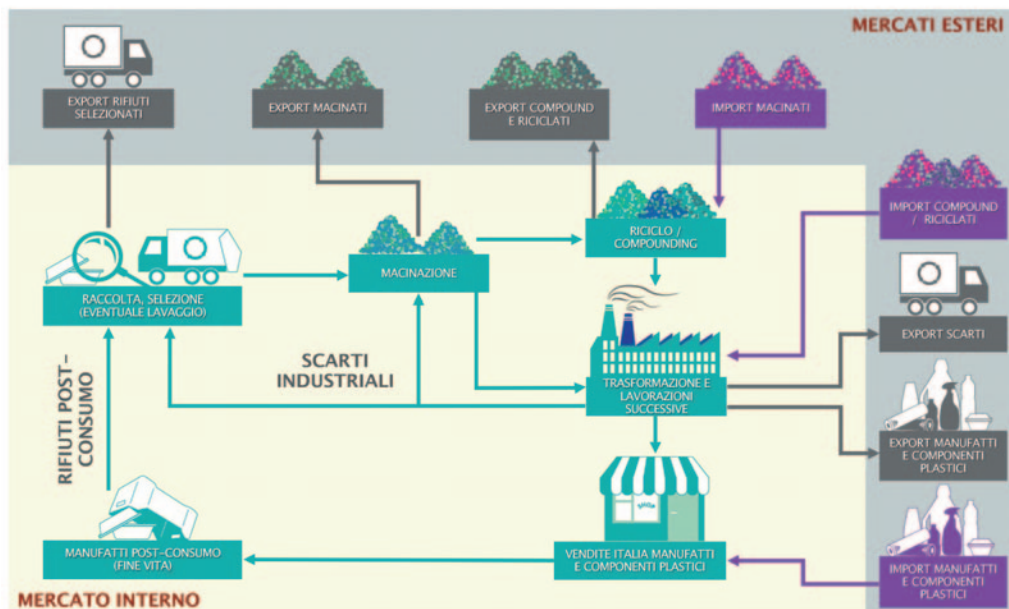 MERCATI ESTERI
EXPORT RIFIUTI
SELEZIONATI
EXPORT MACINATI
EXPORT COMPOUND
E RICICLATI
IMPORT MACINATI
IMPORT COMPOUND
/ RICICLATI
RICICLO /
COMPOUNDING
MACINAZIONE
RACCOLTA, SELEZIONE
(EVENTUALE LAVAGGIO)
EXPORT SCARTI
SCARTI
INDUSTRIALI
TRASFORMAZIONE E
LAVORAZIONI
SUCCESSIVE
RIFIUTI POST-
CONSUMO
EXPORT MANUFATTI
E COMPONENTI
PLASTICI
SHOP
MANUFATTI POST-CONSUMO
(FINE VITA)
VENDITE ITALIA MANUFATTI
E COMPONENTI PLASTICI
IMPORT MANUFATTI
E COMPONENTI
PLASTICI
MERCATO INTERNO